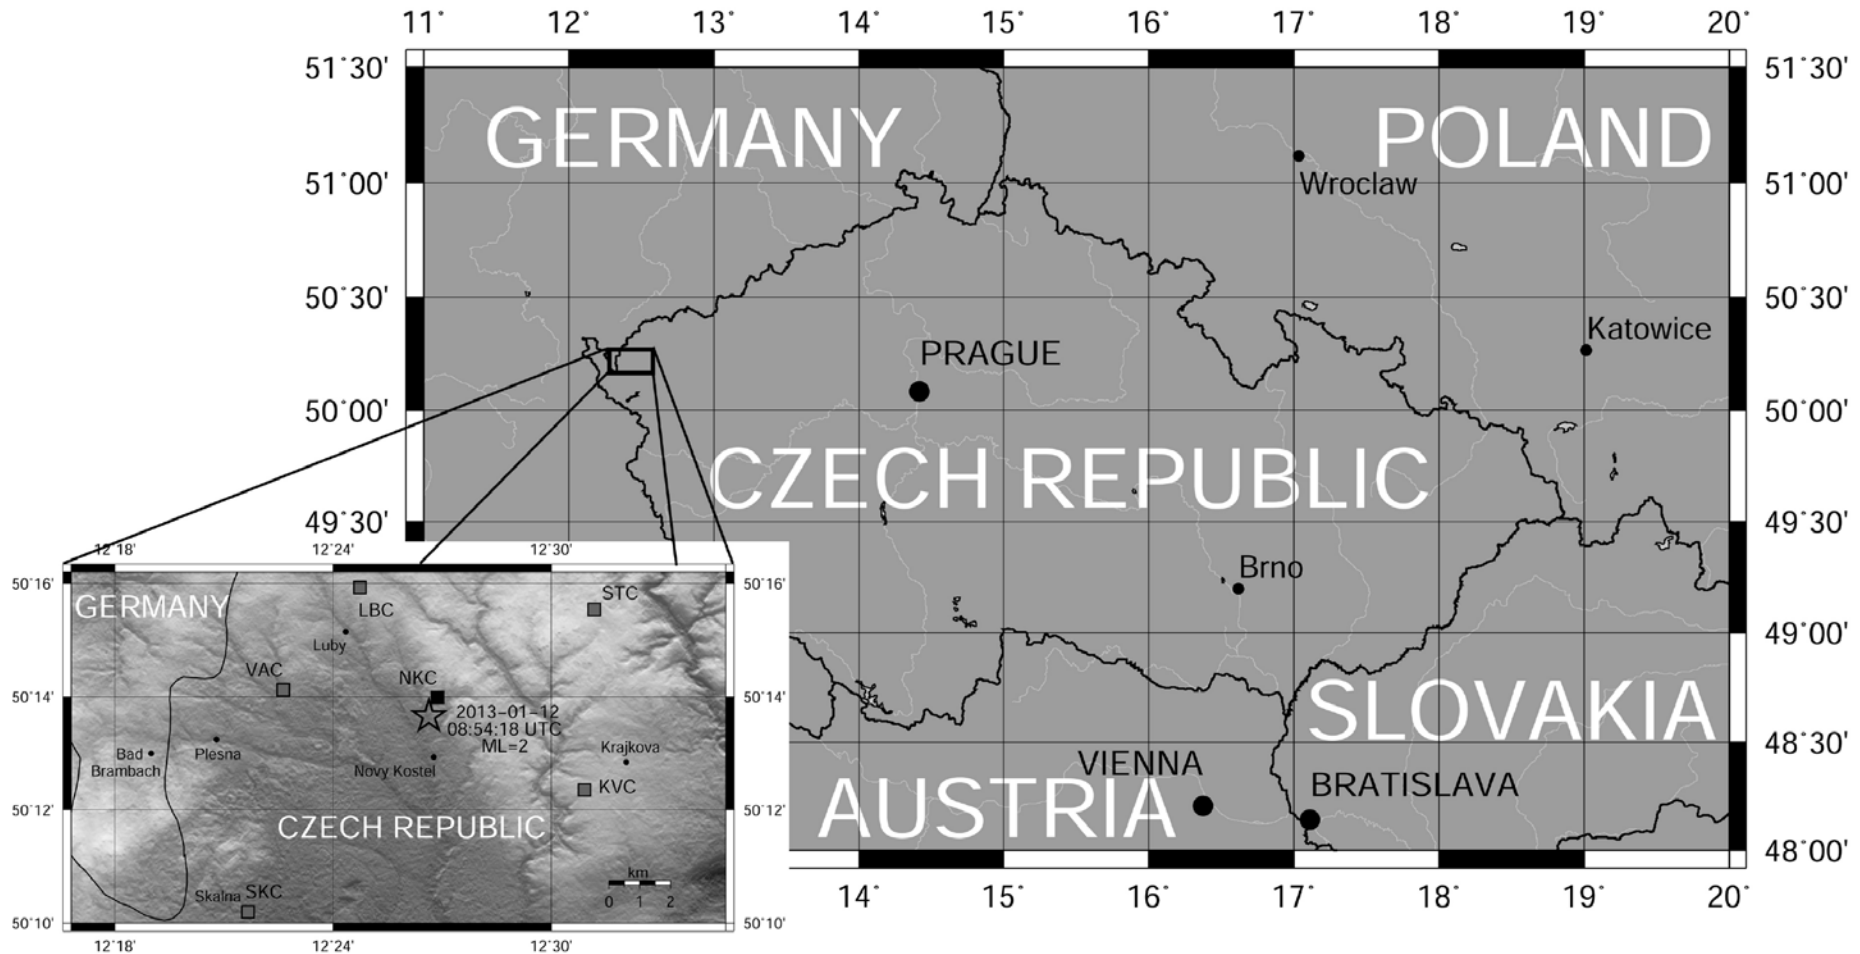 11° 12° 13° 14° 15° 16° 17° 18° 19° 20°
51°30' 51°30'
GERMANY POLAND
Wroclaw
51°00' 51°00'
50°30' 50°30'
Katowice
PRAGUE
50°00' 50°00'
CZECH REPUBLIC
49°30' 49°30'
Brno
49°00'
SLOVAKIA
48°30'
VIENNA
BRATISLAVA
AUSTRIA
48°00'
14° 15° 16° 17° 18° 19° 20°
12°18' 12°24' 12°30'
50°16' 50°16'
GERMANY
LBC
STC
Luby
VAC
NKC
50°14' 50°14'
2013-01-12
08:54:18 UTC
ML=2
Bad
Brambach
Plesna
Novy Kostel
Krajkova
KVC
50°12' 50°12'
CZECH REPUBLIC
km
0 1 2
Skalna SKC
50°10' 50°10'
12°18' 12°24' 12°30'